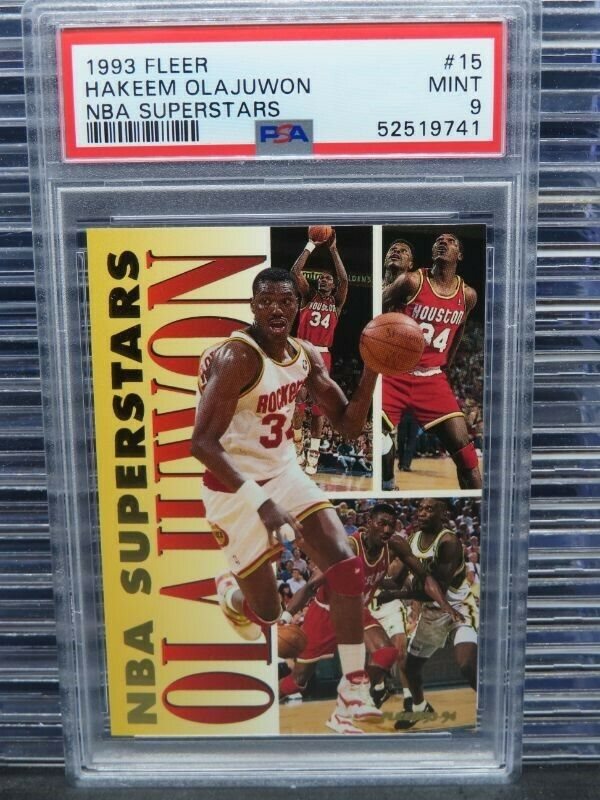 1993 FLEER #15
HAKEEM OLAJUWON MINT
NBA SUPERSTARS 9
PSA 52519741
NBA SUPERSTARS
OLAJUWON
34
HOUSTON
34
ROCKETS
34